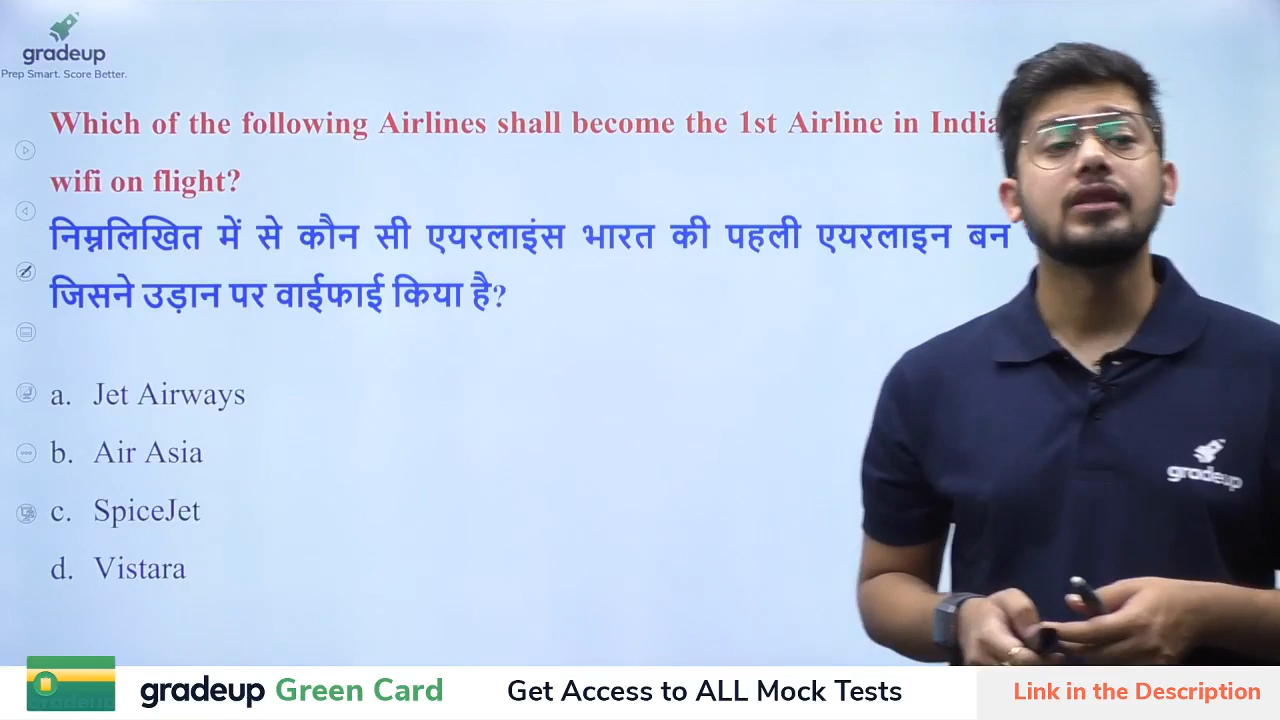 gradeup
Prep Smart. Score Better.
Which of the following Airlines shall become the 1st Airline in India
wifi on flight?
निम्नलिखित में से कौन सी एयरलाइंस भारत की पहली एयरलाइन बन
जिसने उड़ान पर वाईफाई किया है?
a. Jet Airways
b. Air Asia
c. SpiceJet
d. Vistara
gradeup
gradeup Green Card Get Access to ALL Mock Tests Link in the Description